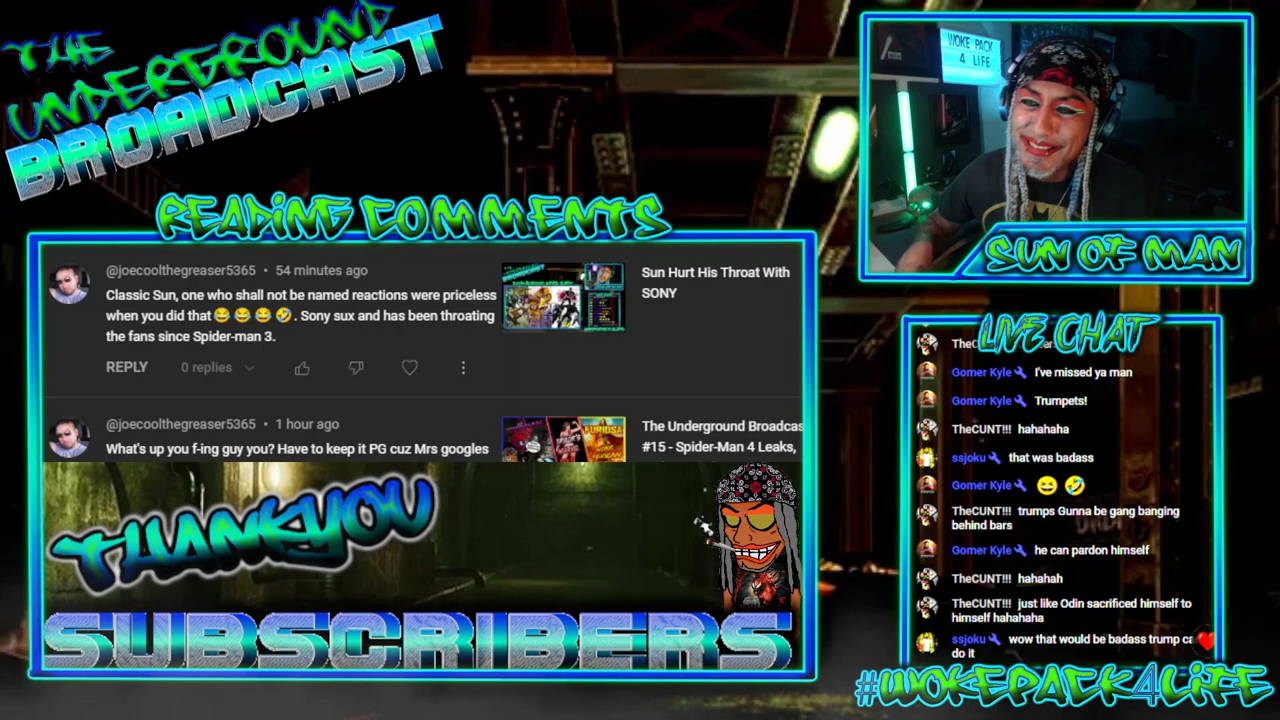 THE
UNDERGROUND
BROADCAST
READING COMMENTS
@joecoolthegreaser5365 • 54 minutes ago
Classic Sun, one who shall not be named reactions were priceless
when you did that😂😂😂🤣. Sony sux and has been throating
the fans since Spider-man 3.
REPLY 0 replies
Sun Hurt His Throat With
SONY
@joecoolthegreaser5365 • 1 hour ago
What's up you f-ing guy you? Have to keep it PG cuz Mrs googles
The Underground Broadcas
#15 - Spider-Man 4 Leaks,
THANKYOU
SUBSCRIBERS
WOKE PACK
4 LIFE
SUN OF MAN
LIVE CHAT
Gomer Kyle I've missed ya man
Gomer Kyle Trumpets!
TheCUNT!!! hahahaha
ssjoku that was badass
Gomer Kyle 😆 🤣
TheCUNT!!! trumps Gunna be gang banging
behind bars
Gomer Kyle he can pardon himself
TheCUNT!!! hahahah
TheCUNT!!! just like Odin sacrificed himself to
himself hahahaha
ssjoku wow that would be badass trump ca
do it
#WOKEPACK4LIFE